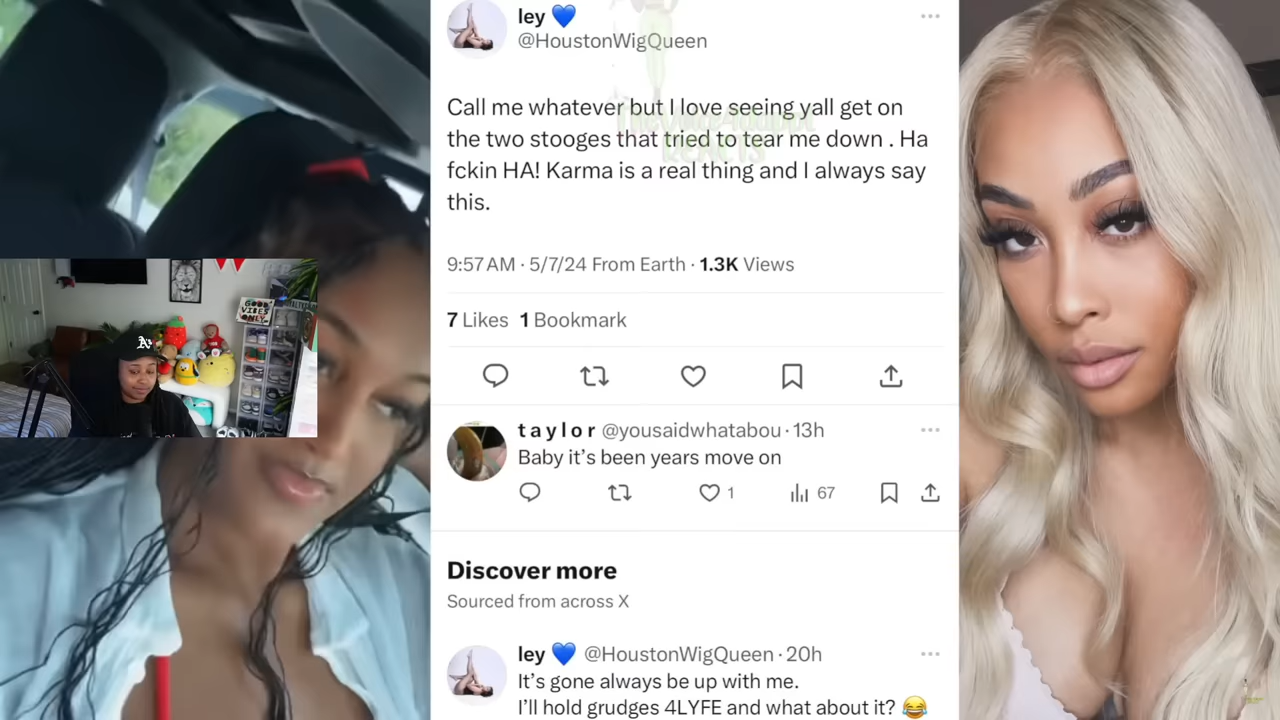 ley 💙
@HoustonWigQueen
Call me whatever but I love seeing yall get on
the two stooges that tried to tear me down . Ha
fckin HA! Karma is a real thing and I always say
this.
9:57 AM · 5/7/24 From Earth · 1.3K Views
7 Likes 1 Bookmark
t a y l o r @yousaidwhatabou · 13h
Baby it’s been years move on
1
67
Discover more
Sourced from across X
ley 💙 @HoustonWigQueen · 20h
It’s gone always be up with me.
I’ll hold grudges 4LYFE and what about it? 😂
GOOD
VIBES
ONLY
REACTS